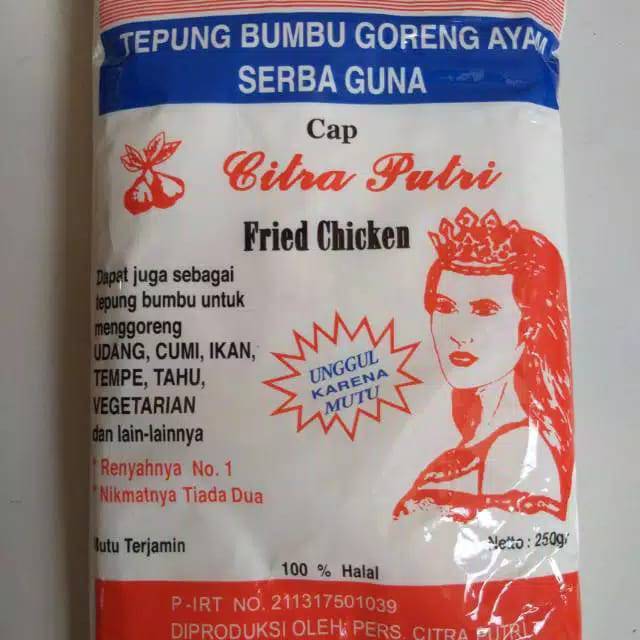 TEPUNG BUMBU GORENG AYAM
SERBA GUNA
Cap
Citra Putri
Fried Chicken
Dapat juga sebagai
tepung bumbu untuk
menggoreng
UDANG, CUMI, IKAN,
TEMPE, TAHU,
VEGETARIAN
dan lain-lainnya
UNGGUL
KARENA
MUTU
* Renyahnya No. 1
* Nikmatnya Tiada Dua
Mutu Terjamin
Netto : 250gr
100 % Halal
P-IRT NO. 211317501039
DIPRODUKSI OLEH: PERS. CITRA PUTRI